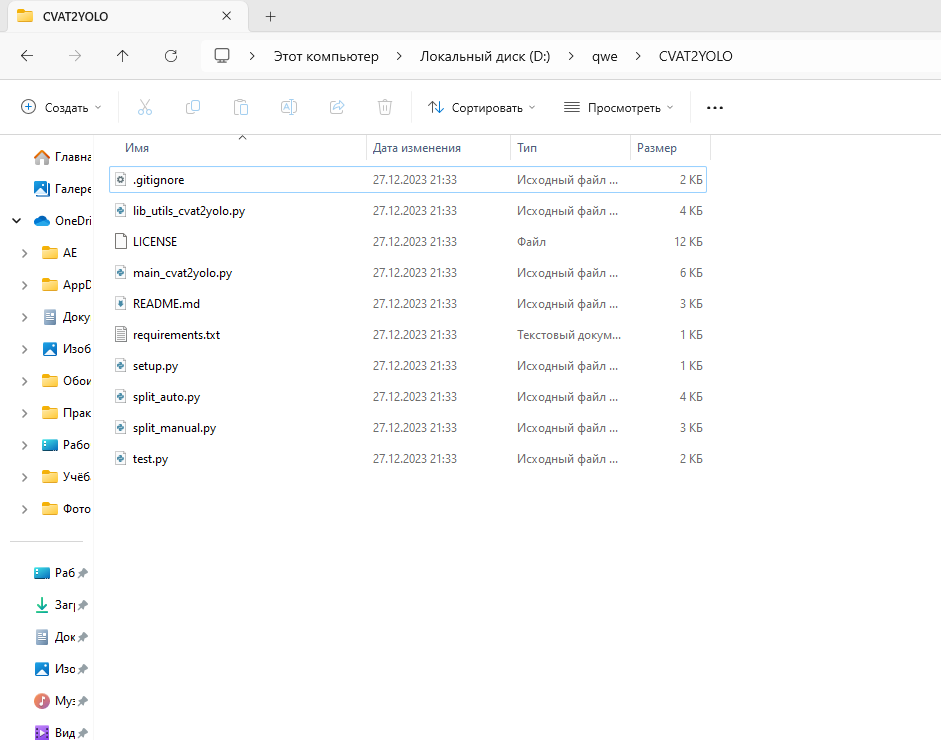 CVAT2YOLO
Этот компьютер > Локальный диск (D:) > qwe > CVAT2YOLO
Создать Сортировать Просмотреть
Имя Дата изменения Тип Размер
.gitignore 27.12.2023 21:33 Исходный файл ... 2 КБ
lib_utils_cvat2yolo.py 27.12.2023 21:33 Исходный файл ... 4 КБ
LICENSE 27.12.2023 21:33 Файл 12 КБ
main_cvat2yolo.py 27.12.2023 21:33 Исходный файл ... 6 КБ
README.md 27.12.2023 21:33 Исходный файл ... 3 КБ
requirements.txt 27.12.2023 21:33 Текстовый докум... 1 КБ
setup.py 27.12.2023 21:33 Исходный файл ... 1 КБ
split_auto.py 27.12.2023 21:33 Исходный файл ... 4 КБ
split_manual.py 27.12.2023 21:33 Исходный файл ... 3 КБ
test.py 27.12.2023 21:33 Исходный файл ... 2 КБ
Главна
Галере
OneDri
AE
AppD
Доку
Изоб
Обои
Прак
Рабо
Учёб
Фото
Раб
Заг
Док
Изо
Муз
Вид